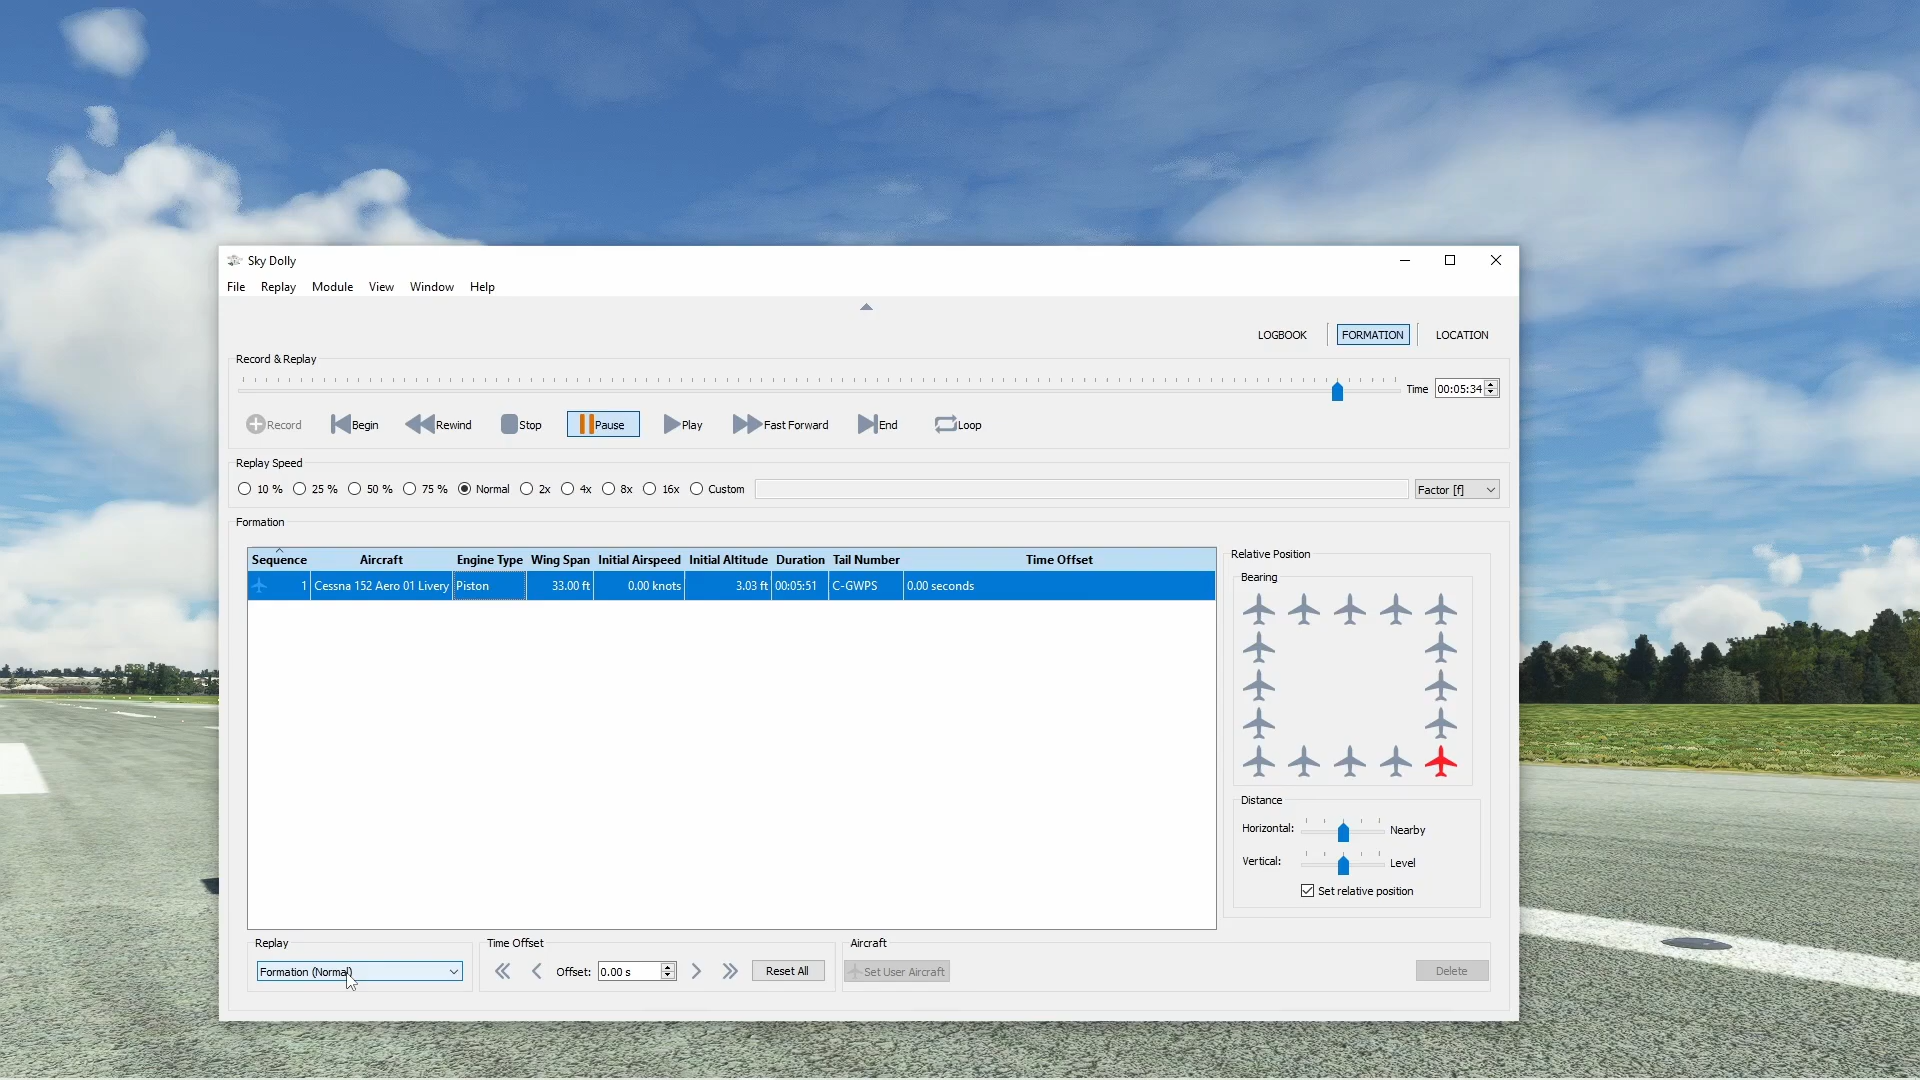 Sky Dolly
File Replay Module View Window Help
LOGBOOK FORMATION LOCATION
Record & Replay
Time 00:05:34
Record Begin Rewind Stop Pause Play Fast Forward End Loop
Replay Speed
10 % 25 % 50 % 75 % Normal 2x 4x 8x 16x Custom Factor [f]
Formation
Sequence Aircraft Engine Type Wing Span Initial Airspeed Initial Altitude Duration Tail Number Time Offset
1 Cessna 152 Aero 01 Livery Piston 33.00 ft 0.00 knots 3.03 ft 00:05:51 C-GWPS 0.00 seconds
Relative Position
Bearing
Distance
Horizontal: Nearby
Vertical: Level
Set relative position
Replay
Formation (Normal)
Time Offset
Offset: 0.00 s Reset All
Aircraft
Set User Aircraft Delete